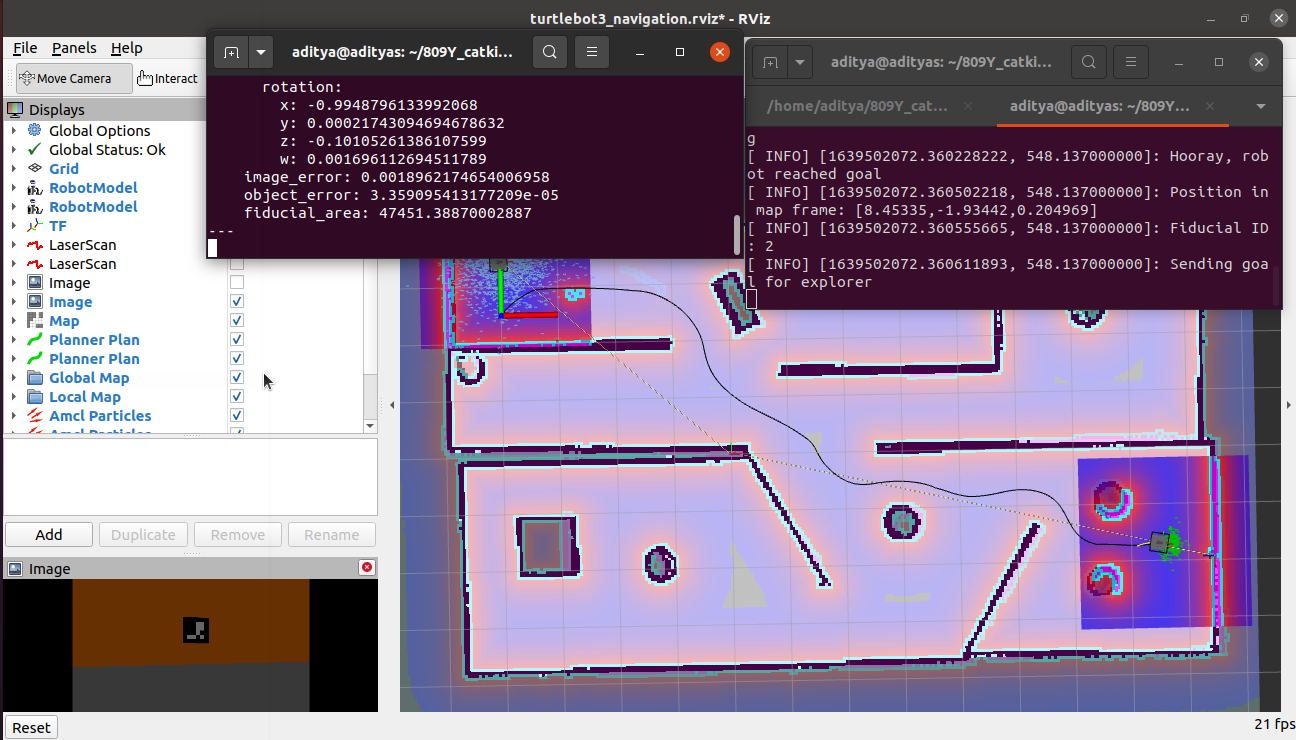 turtlebot3_navigation.rviz* - RViz
File Panels Help
Move Camera
Interact
Displays
Global Options
Global Status: Ok
Grid
RobotModel
RobotModel
TF
LaserScan
LaserScan
Image
Image
Map
Planner Plan
Planner Plan
Global Map
Local Map
Amcl Particles
Amcl Particles
Add
Duplicate
Remove
Rename
Image
Reset
21 fps
aditya@adityas: ~/809Y_catki...
rotation:
x: -0.9948796133992068
y: 0.00021743094694678632
z: -0.10105261386107599
w: 0.001696112694511789
image_error: 0.0018962174654006958
object_error: 3.359095413177209e-05
fiducial_area: 47451.38870002887
---
aditya@adityas: ~/809Y_catki...
/home/aditya/809Y_cat...
aditya@adityas: ~/809Y...
g
[ INFO] [1639502072.360228222, 548.137000000]: Hooray, rob
ot reached goal
[ INFO] [1639502072.360502218, 548.137000000]: Position in
map frame: [8.45335,-1.93442,0.204969]
[ INFO] [1639502072.360555665, 548.137000000]: Fiducial ID
: 2
[ INFO] [1639502072.360611893, 548.137000000]: Sending goa
l for explorer